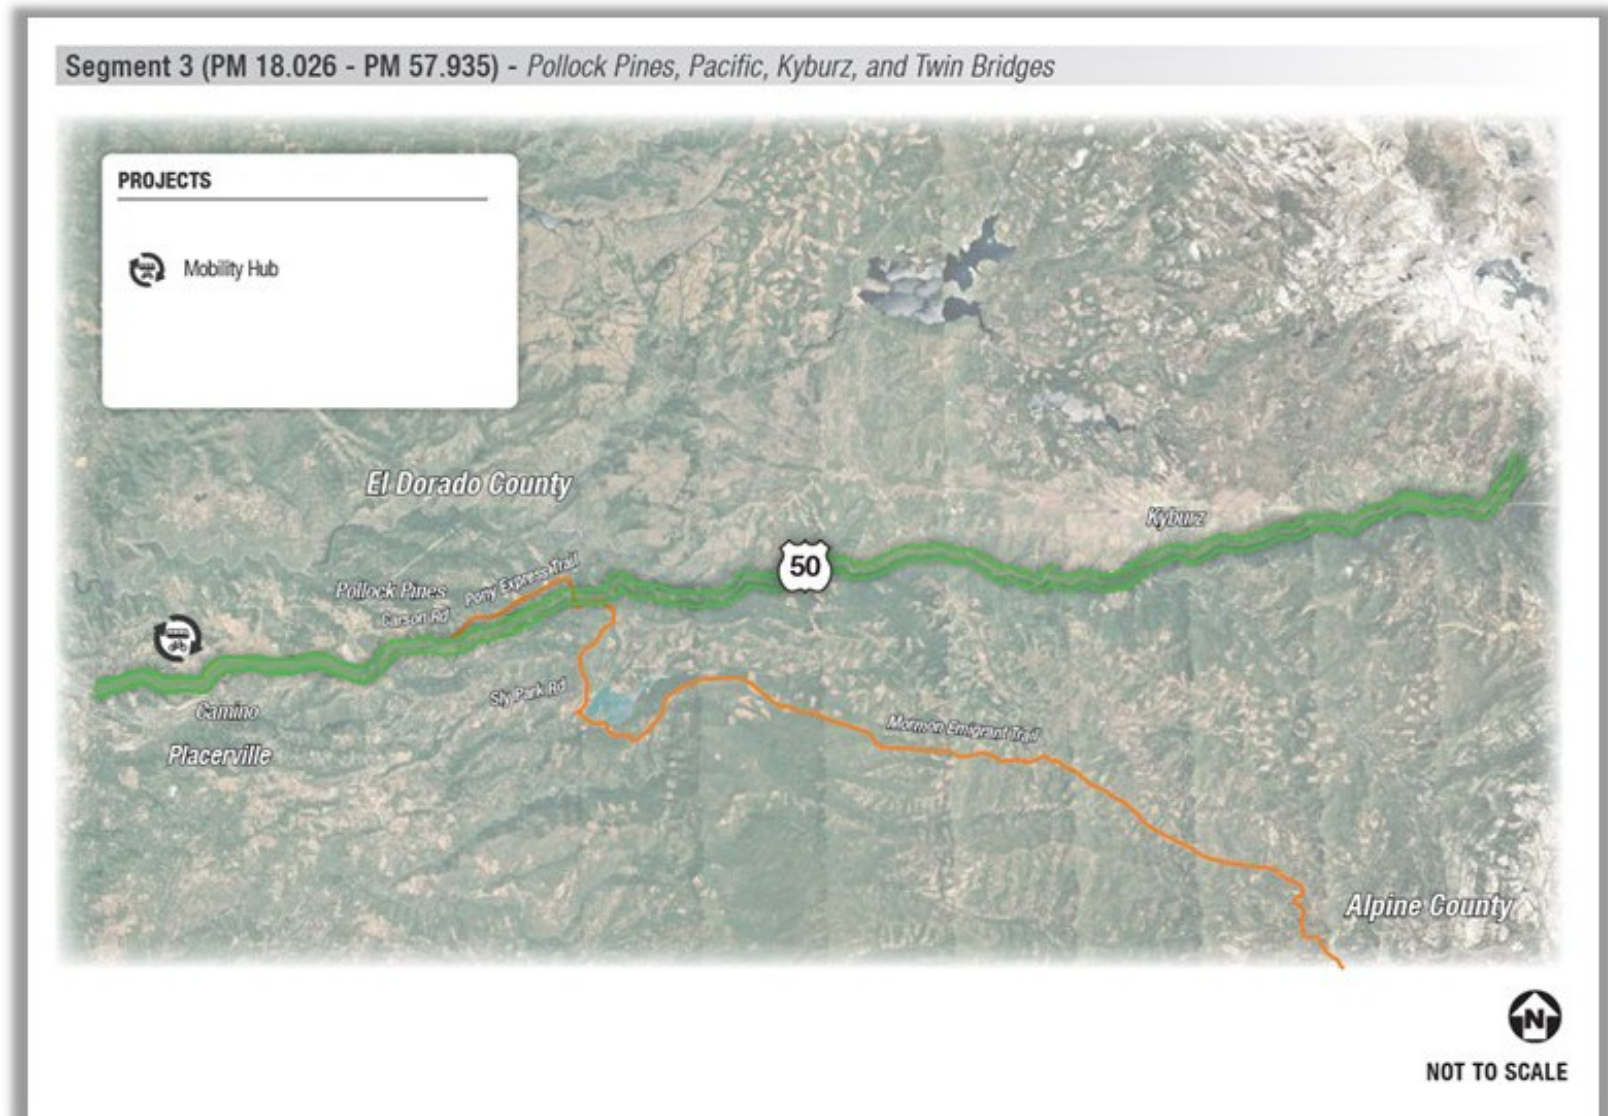 Segment 3 (PM 18.026 - PM 57.935) - Pollock Pines, Pacific, Kyburz, and Twin Bridges
PROJECTS
Mobility Hub
El Dorado County
Kyburz
50
Pollock Pines
Pony Express Trail
Carson Rd
Sly Park Rd
Camino
Placerville
Mormon Emigrant Trail
Alpine County
N
NOT TO SCALE